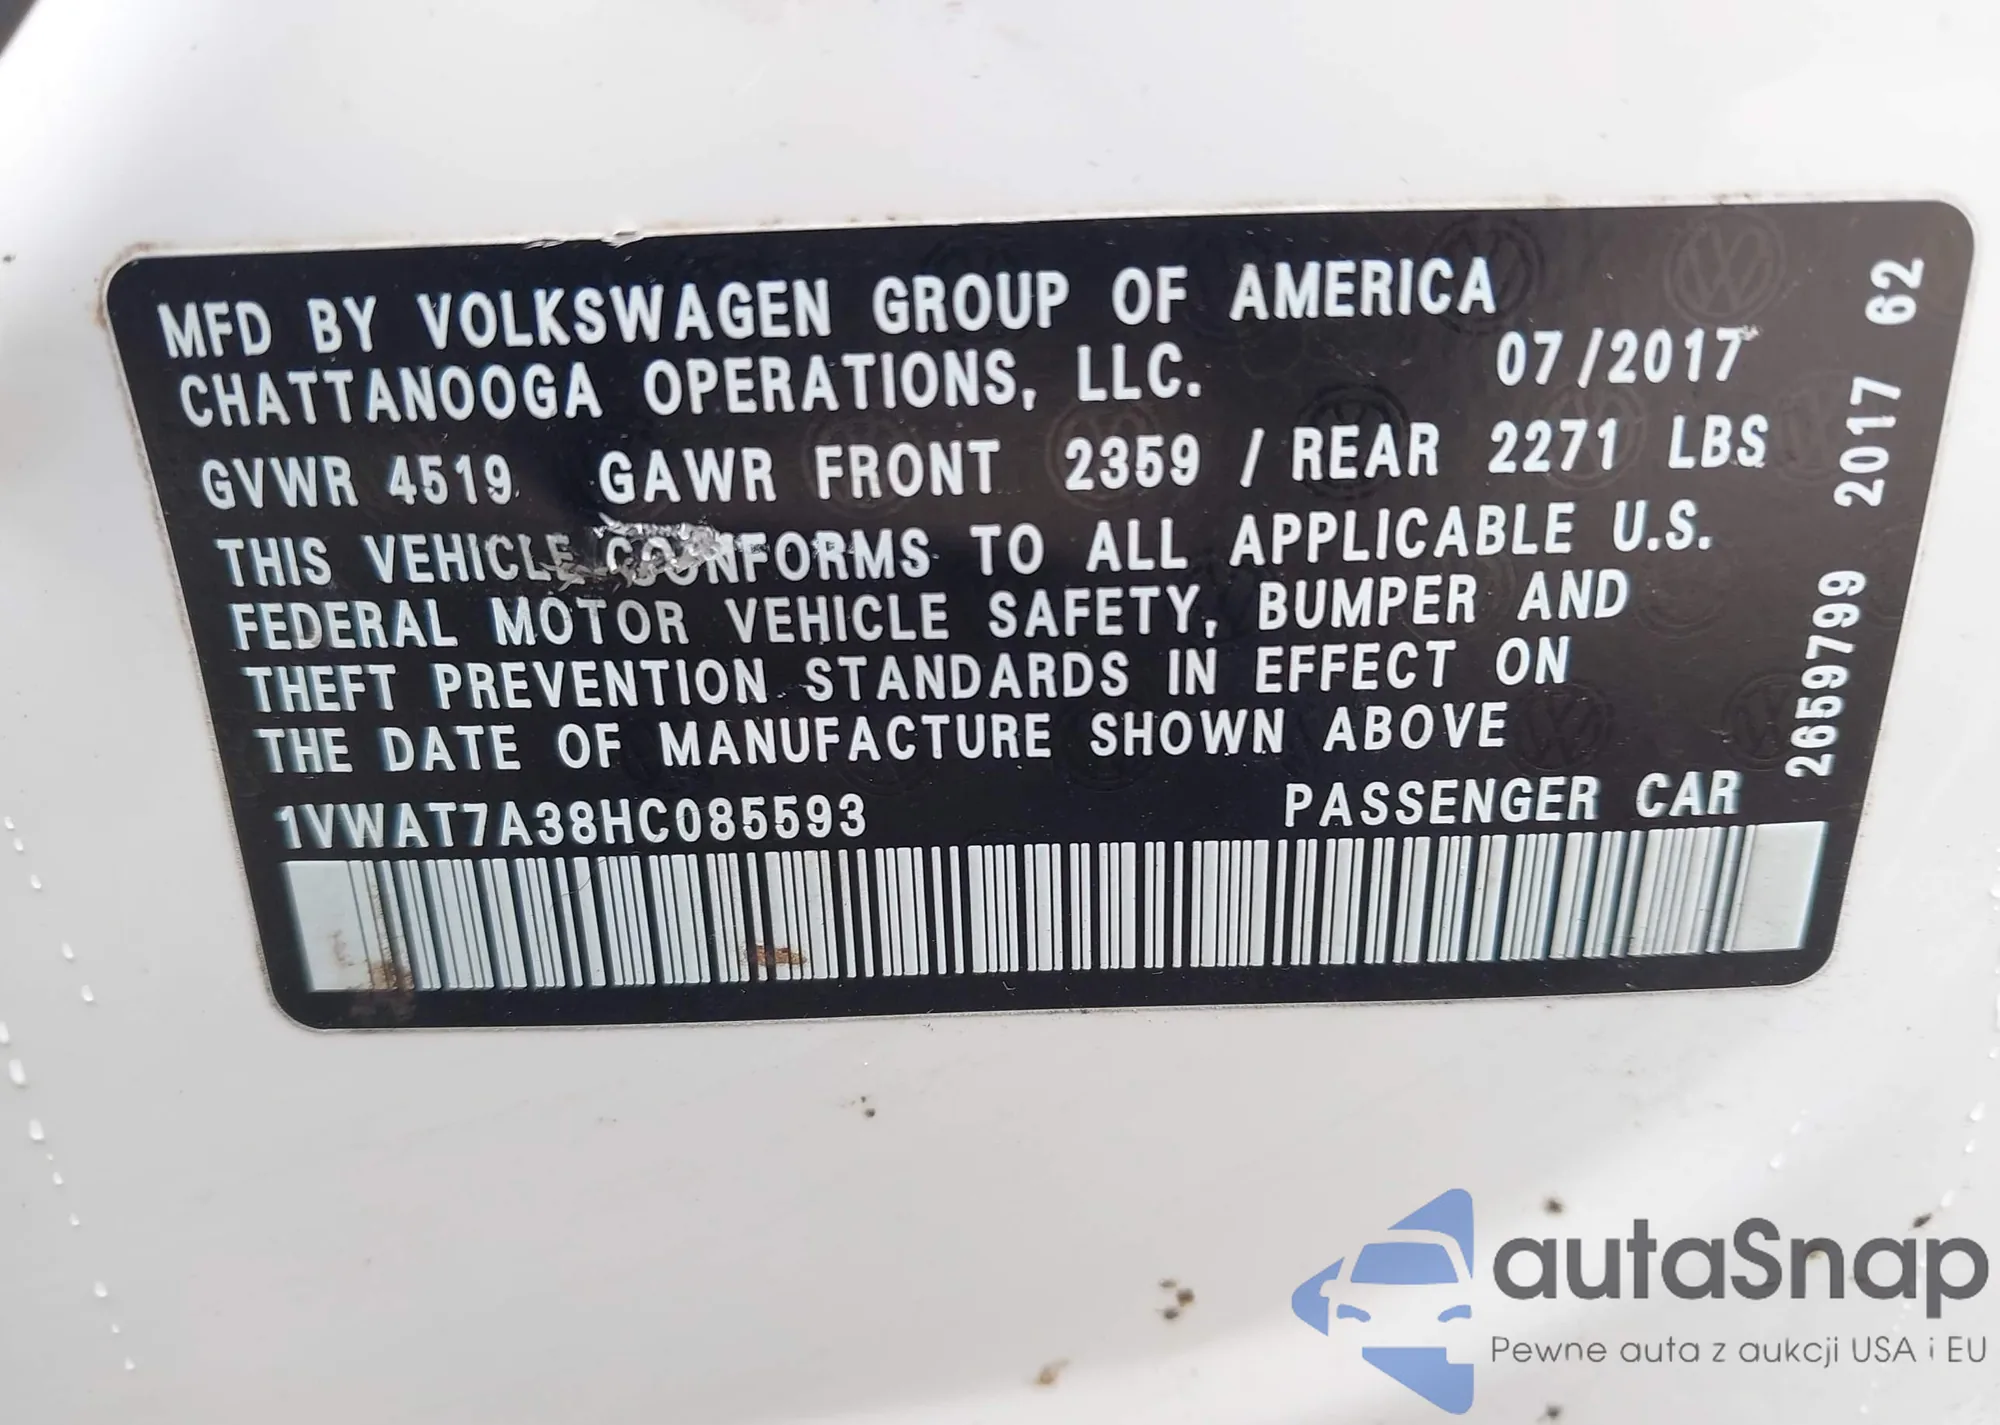 MFD BY VOLKSWAGEN GROUP OF AMERICA
CHATTANOOGA OPERATIONS, LLC. 07/2017
GVWR 4519 GAWR FRONT 2359 / REAR 2271 LBS
THIS VEHICLE CONFORMS TO ALL APPLICABLE U.S.
FEDERAL MOTOR VEHICLE SAFETY, BUMPER AND
THEFT PREVENTION STANDARDS IN EFFECT ON
THE DATE OF MANUFACTURE SHOWN ABOVE
1VWAT7A38HC085593 PASSENGER CAR
2659799 2017 62
autaSnap
Pewne auta z aukcji USA i EU